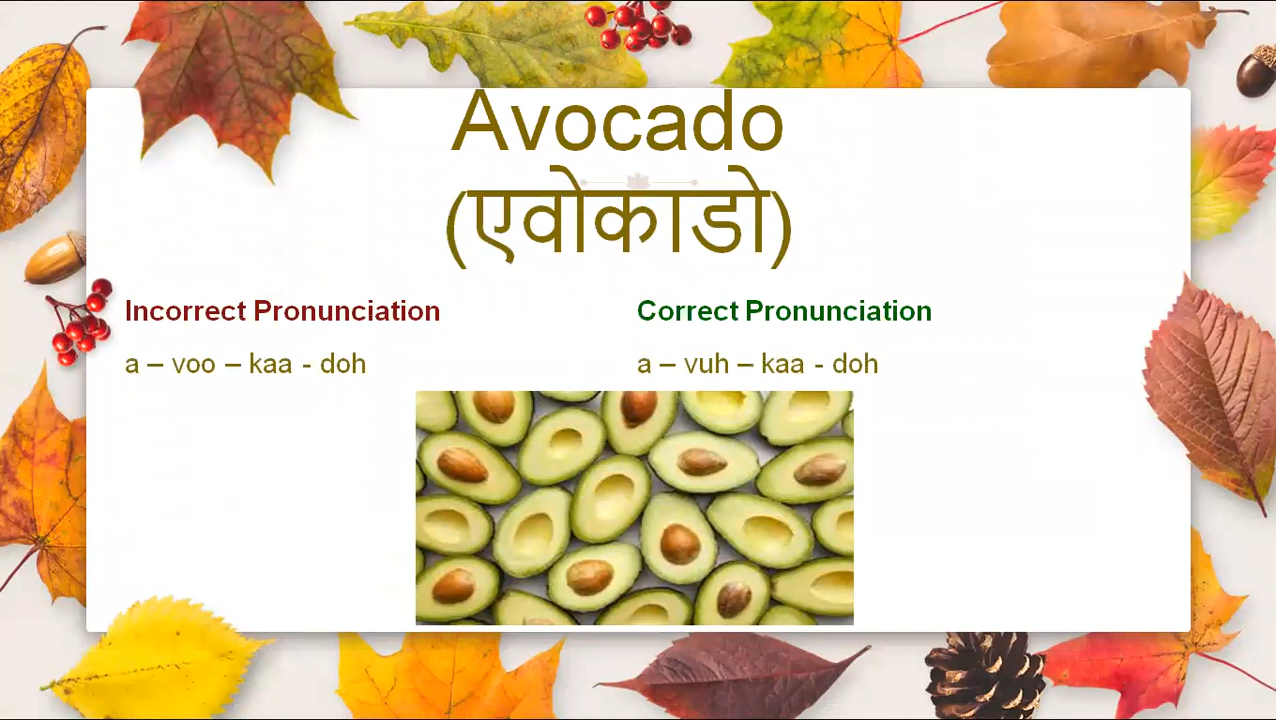 Avocado
(एवोकाडो)
Incorrect Pronunciation
Correct Pronunciation
a – voo – kaa - doh
a – vuh – kaa - doh